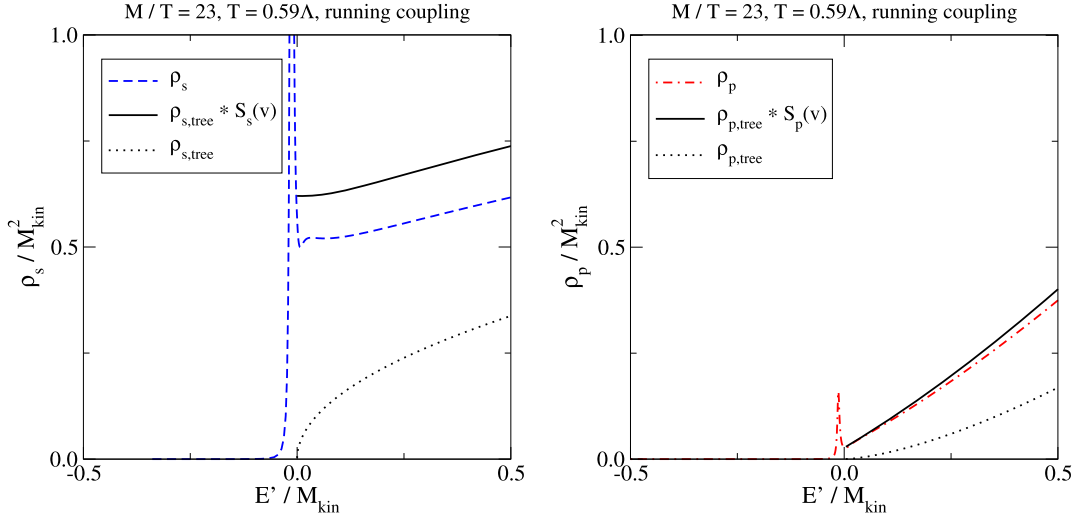 M / T = 23, T = 0.59Λ, running coupling
ρs
ρs,tree * Ss(v)
ρs,tree
ρs / M²kin
1.0
0.5
0.0
-0.5
0.0
0.5
E' / Mkin
M / T = 23, T = 0.59Λ, running coupling
ρp
ρp,tree * Sp(v)
ρp,tree
ρp / M²kin
1.0
0.5
0.0
-0.5
0.0
0.5
E' / Mkin